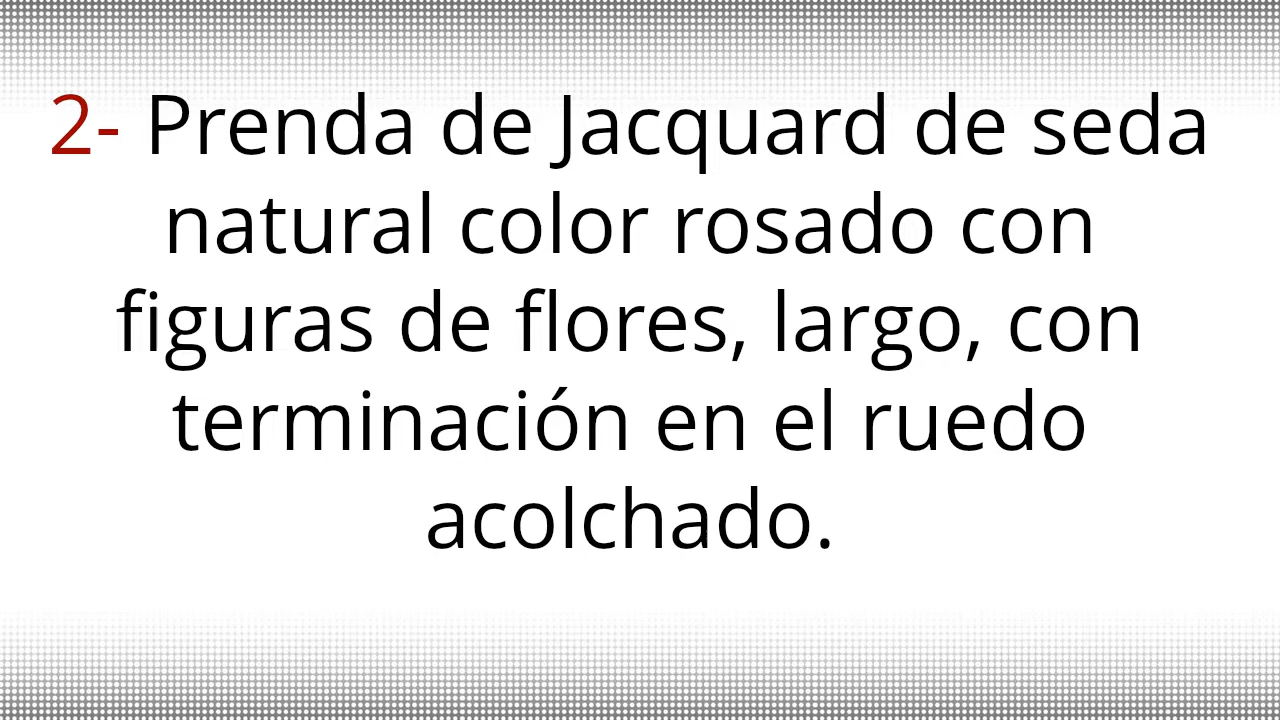 2- Prenda de Jacquard de seda
natural color rosado con
figuras de flores, largo, con
terminación en el ruedo
acolchado.